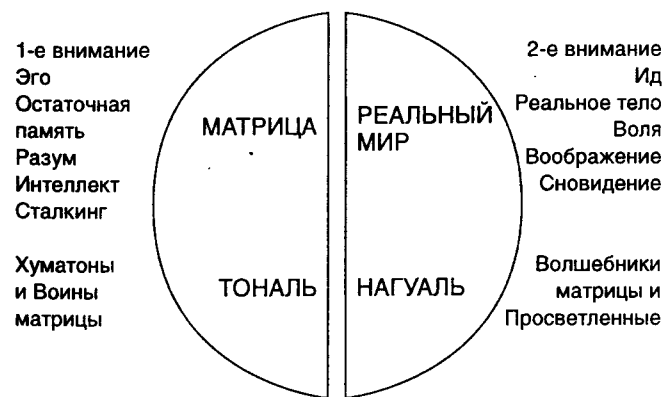 1-е внимание
Эго
Остаточная
память
Разум
Интеллект
Сталкинг
Хуматоны
и Воины
матрицы
МАТРИЦА
ТОНАЛЬ
РЕАЛЬНЫЙ
МИР
НАГУАЛЬ
2-е внимание
Ид
Реальное тело
Воля
Воображение
Сновидение
Волшебники
матрицы и
Просветленные